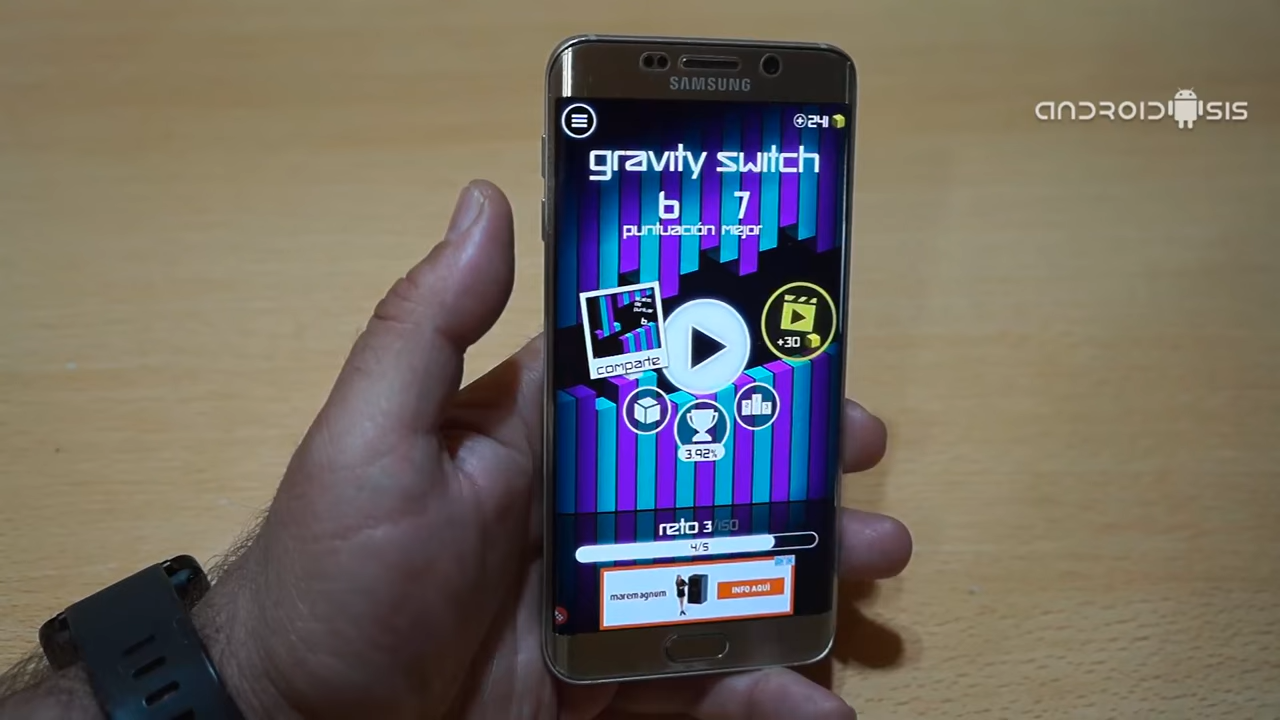 SAMSUNG
ANDROIDSIS
241
gravity switch
6 7
puntuación mejor
comparte
+30
3.92%
reto 3/150
4/5
maremagnum
INFO AQUÍ